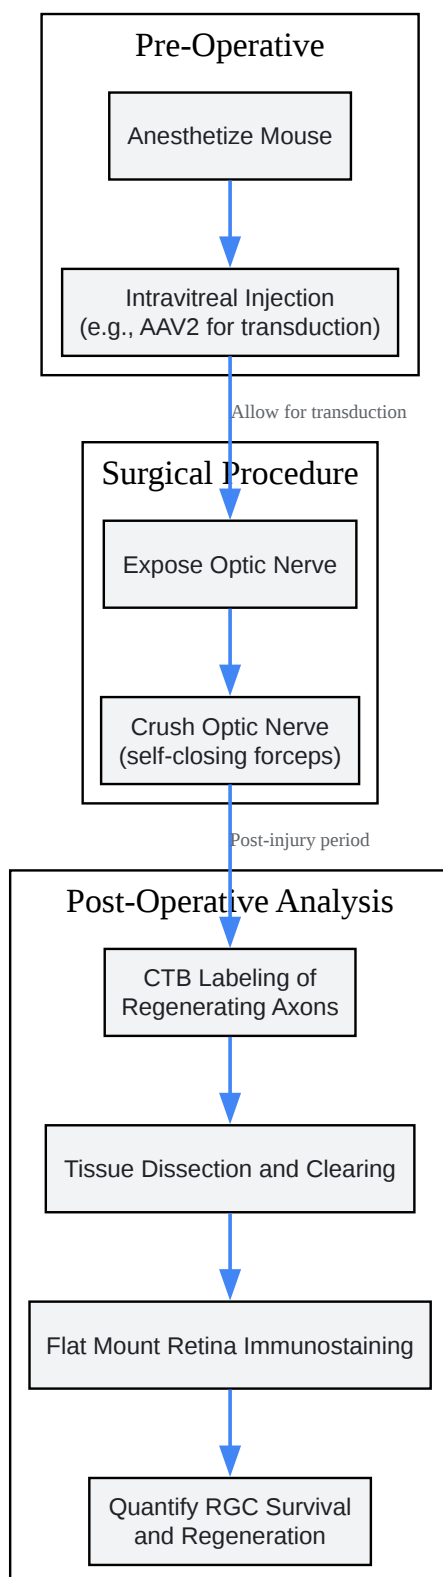 Pre-Operative
Anesthetize Mouse
Intravitreal Injection
(e.g., AAV2 for transduction)
Allow for transduction
Surgical Procedure
Expose Optic Nerve
Crush Optic Nerve
(self-closing forceps)
Post-injury period
Post-Operative Analysis
CTB Labeling of
Regenerating Axons
Tissue Dissection and Clearing
Flat Mount Retina Immunostaining
Quantify RGC Survival
and Regeneration